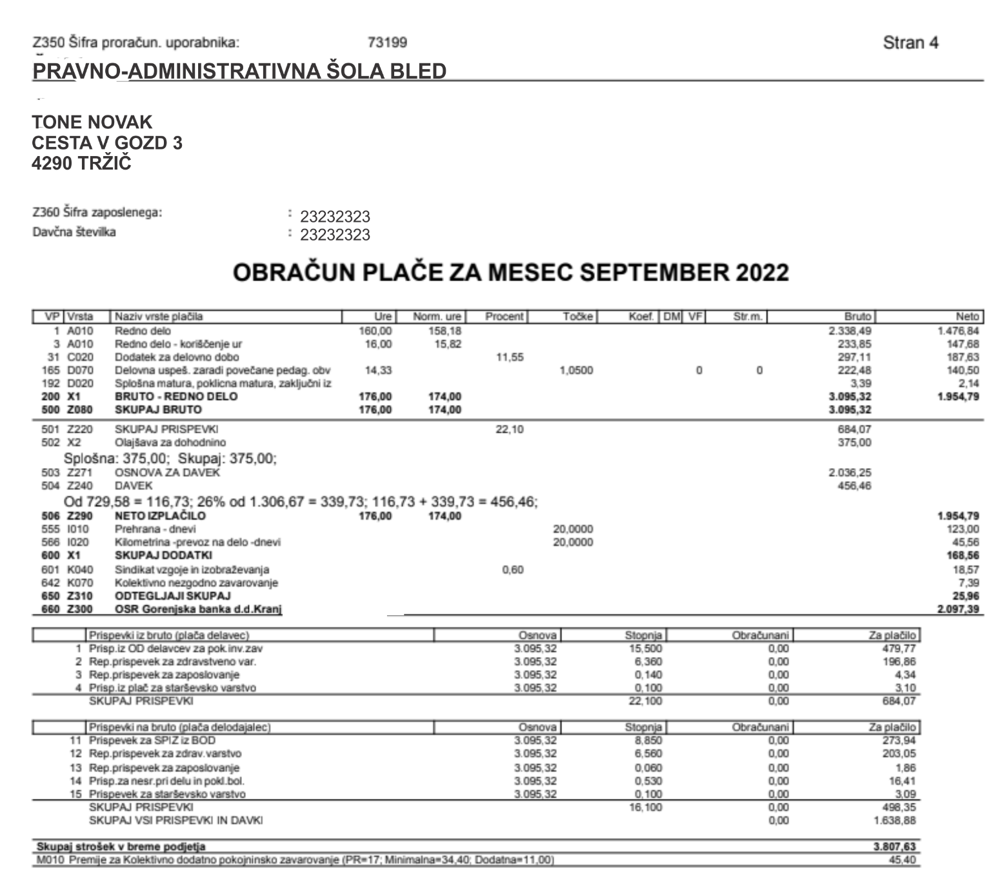 Z350 Šifra proračun. uporabnika: 73199 Stran 4
PRAVNO-ADMINISTRATIVNA ŠOLA BLED
TONE NOVAK
CESTA V GOZD 3
4290 TRŽIČ
Z360 Šifra zaposlenega: : 23232323
Davčna številka : 23232323
OBRAČUN PLAČE ZA MESEC SEPTEMBER 2022
VP Vrsta Naziv vrste plačila Ure Norm. ure Procent Točke Koef. DM VF Str.m. Bruto Neto
1 A010 Redno delo 160,00 158,18 2.338,49 1.476,84
3 A010 Redno delo - koriščenje ur 16,00 15,82 233,85 147,68
31 C020 Dodatek za delovno dobo 11,55 297,11 187,63
165 D070 Delovna uspeš. zaradi povečane pedag. obv 14,33 1,0500 0 0 222,48 140,50
192 D020 Splošna matura, poklicna matura, zaključni iz 3,39 2,14
200 X1 BRUTO - REDNO DELO 176,00 174,00 3.095,32 1.954,79
500 Z080 SKUPAJ BRUTO 176,00 174,00 3.095,32
501 Z220 SKUPAJ PRISPEVKI 22,10 684,07
502 X2 Olajšava za dohodnino 375,00
Splošna: 375,00; Skupaj: 375,00;
503 Z271 OSNOVA ZA DAVEK 2.036,25
504 Z240 DAVEK 456,46
Od 729,58 = 116,73; 26% od 1.306,67 = 339,73; 116,73 + 339,73 = 456,46;
506 Z290 NETO IZPLAČILO 176,00 174,00 1.954,79
555 I010 Prehrana - dnevi 20,0000 123,00
566 I020 Kilometrina -prevoz na delo -dnevi 20,0000 45,56
600 X1 SKUPAJ DODATKI 168,56
601 K040 Sindikat vzgoje in izobraževanja 0,60 18,57
642 K070 Kolektivno nezgodno zavarovanje 7,39
650 Z310 ODTEGLJAJI SKUPAJ 25,96
660 Z300 OSR Gorenjska banka d.d.Kranj 2.097,39
Prispevki iz bruto (plača delavec) Osnova Stopnja Obračunani Za plačilo
1 Prisp.iz OD delavcev za pok.inv.zav 3.095,32 15,500 0,00 479,77
2 Rep.prispevek za zdravstveno var. 3.095,32 6,360 0,00 196,86
3 Rep.prispevek za zaposlovanje 3.095,32 0,140 0,00 4,34
4 Prisp.iz plač za starševsko varstvo 3.095,32 0,100 0,00 3,10
SKUPAJ PRISPEVKI 22,100 0,00 684,07
Prispevki na bruto (plača delodajalec) Osnova Stopnja Obračunani Za plačilo
11 Prispevek za SPIZ iz BOD 3.095,32 8,850 0,00 273,94
12 Rep.prispevek za zdrav.varstvo 3.095,32 6,560 0,00 203,05
13 Rep.prispevek za zaposlovanje 3.095,32 0,060 0,00 1,86
14 Prisp.za nesr.pri delu in pokl.bol. 3.095,32 0,530 0,00 16,41
15 Prispevek za starševsko varstvo 3.095,32 0,100 0,00 3,09
SKUPAJ PRISPEVKI 16,100 0,00 498,35
SKUPAJ VSI PRISPEVKI IN DAVKI 0,00 1.638,88
Skupaj strošek v breme podjetja 3.807,63
M010 Premije za Kolektivno dodatno pokojninsko zavarovanje (PR=17; Minimalna=34,40; Dodatna=11,00) 45,40